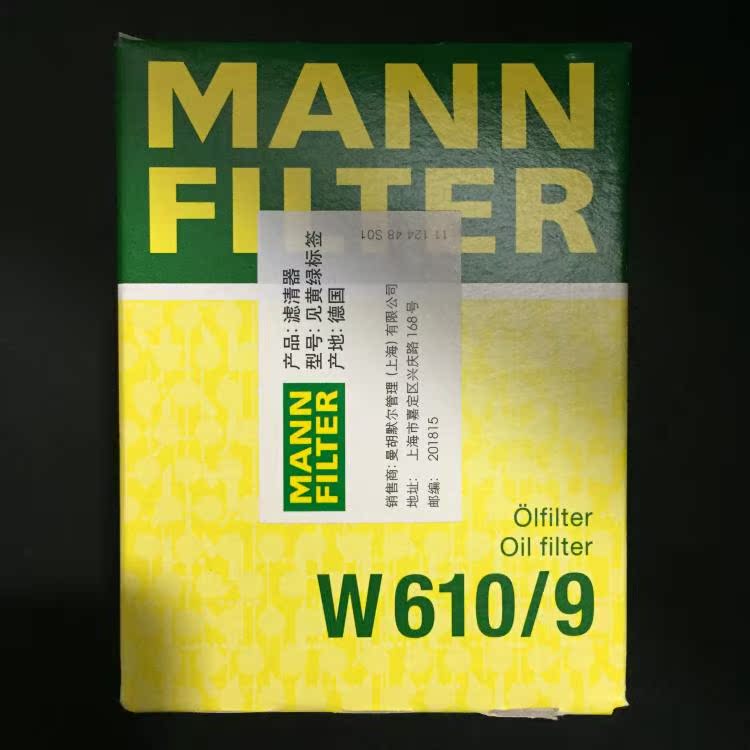 MANN
FILTER
11 124 48 S01
产品: 滤清器
型号: 见黄绿标签
产地: 德国
MANN
FILTER
销售商: 曼胡默尔管理 (上海) 有限公司
地址: 上海市嘉定区兴庆路 168 号
邮编: 201815
Ölfilter
Oil filter
W 610/9